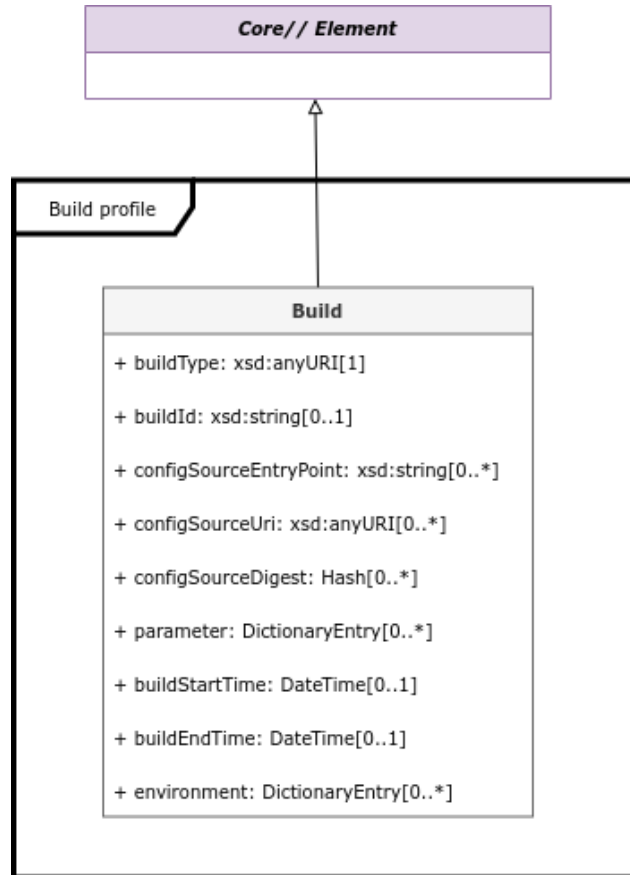 Core// Element
Build profile
Build
+ buildType: xsd:anyURI[1]
+ buildId: xsd:string[0..1]
+ configSourceEntryPoint: xsd:string[0..*]
+ configSourceUri: xsd:anyURI[0..*]
+ configSourceDigest: Hash[0..*]
+ parameter: DictionaryEntry[0..*]
+ buildStartTime: DateTime[0..1]
+ buildEndTime: DateTime[0..1]
+ environment: DictionaryEntry[0..*]